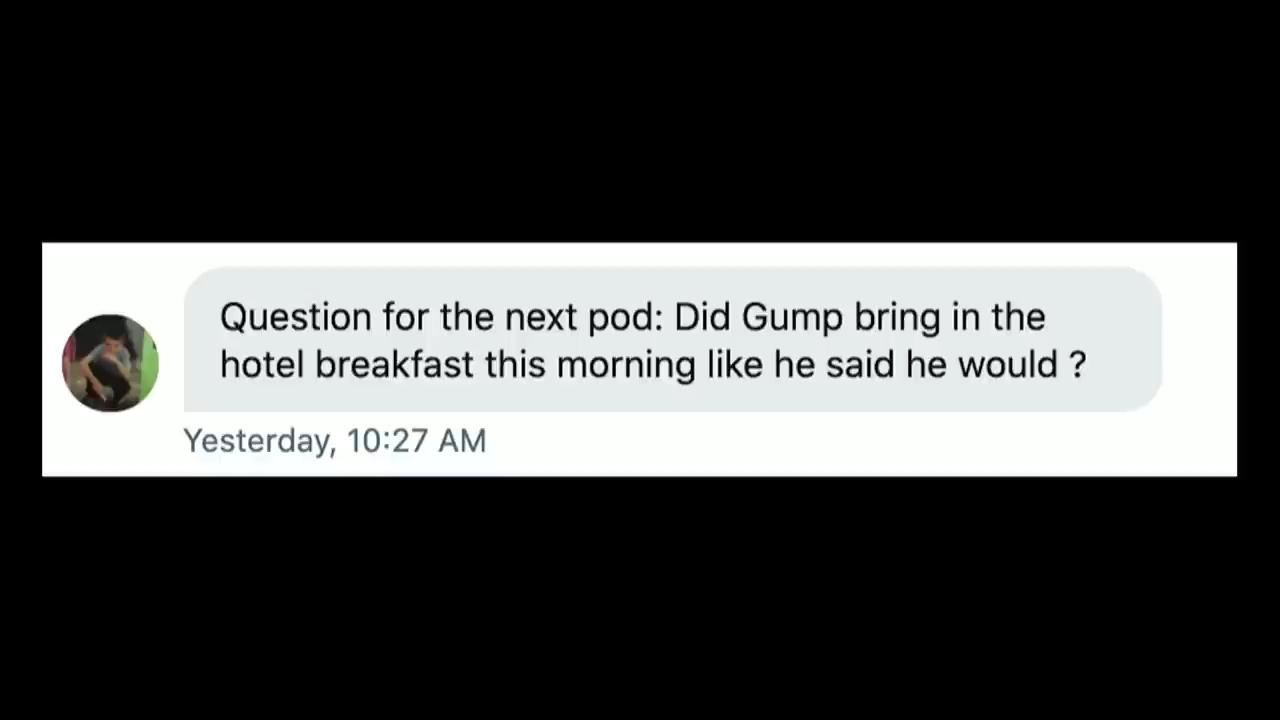 Question for the next pod: Did Gump bring in the
hotel breakfast this morning like he said he would ?
Yesterday, 10:27 AM